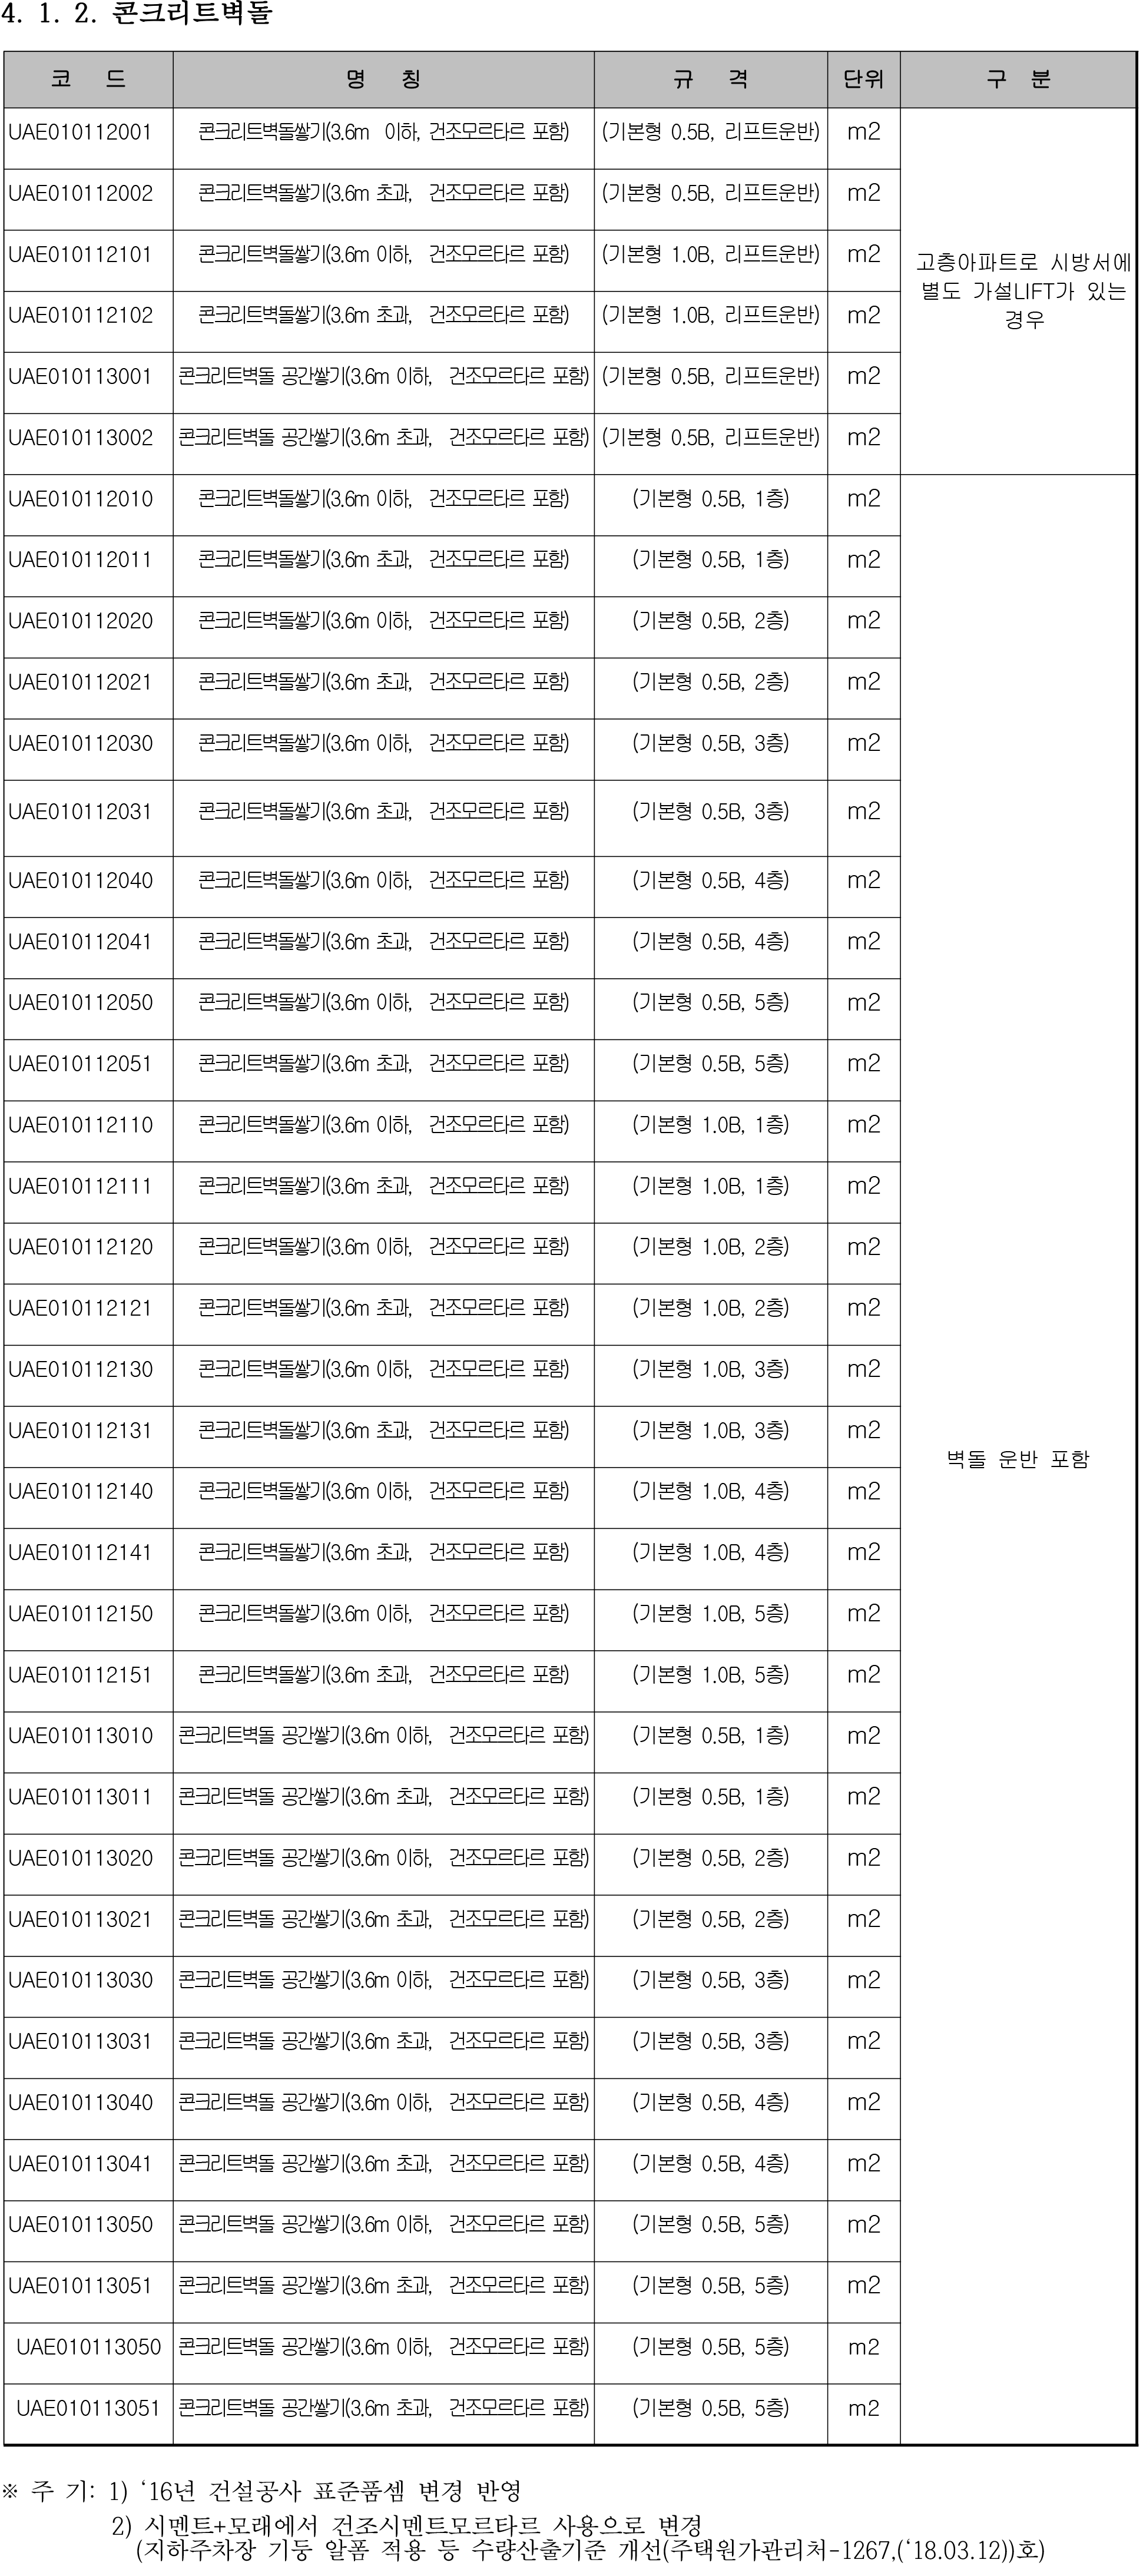 4. 1. 2. 콘크리트벽돌
코 드 명 칭 규 격 단위 구 분
UAE010112001 콘크리트벽돌쌓기(3.6m 이하, 건조모르타르 포함) (기본형 0.5B, 리프트운반) m2
UAE010112002 콘크리트벽돌쌓기(3.6m 초과, 건조모르타르 포함) (기본형 0.5B, 리프트운반) m2
UAE010112101 콘크리트벽돌쌓기(3.6m 이하, 건조모르타르 포함) (기본형 1.0B, 리프트운반) m2
고층아파트로 시방서에
별도 가설LIFT가 있는
경우
UAE010112102 콘크리트벽돌쌓기(3.6m 초과, 건조모르타르 포함) (기본형 1.0B, 리프트운반) m2
UAE010113001 콘크리트벽돌 공간쌓기(3.6m 이하, 건조모르타르 포함) (기본형 0.5B, 리프트운반) m2
UAE010113002 콘크리트벽돌 공간쌓기(3.6m 초과, 건조모르타르 포함) (기본형 0.5B, 리프트운반) m2
UAE010112010 콘크리트벽돌쌓기(3.6m 이하, 건조모르타르 포함) (기본형 0.5B, 1층) m2
UAE010112011 콘크리트벽돌쌓기(3.6m 초과, 건조모르타르 포함) (기본형 0.5B, 1층) m2
UAE010112020 콘크리트벽돌쌓기(3.6m 이하, 건조모르타르 포함) (기본형 0.5B, 2층) m2
UAE010112021 콘크리트벽돌쌓기(3.6m 초과, 건조모르타르 포함) (기본형 0.5B, 2층) m2
UAE010112030 콘크리트벽돌쌓기(3.6m 이하, 건조모르타르 포함) (기본형 0.5B, 3층) m2
UAE010112031 콘크리트벽돌쌓기(3.6m 초과, 건조모르타르 포함) (기본형 0.5B, 3층) m2
UAE010112040 콘크리트벽돌쌓기(3.6m 이하, 건조모르타르 포함) (기본형 0.5B, 4층) m2
UAE010112041 콘크리트벽돌쌓기(3.6m 초과, 건조모르타르 포함) (기본형 0.5B, 4층) m2
UAE010112050 콘크리트벽돌쌓기(3.6m 이하, 건조모르타르 포함) (기본형 0.5B, 5층) m2
UAE010112051 콘크리트벽돌쌓기(3.6m 초과, 건조모르타르 포함) (기본형 0.5B, 5층) m2
UAE010112110 콘크리트벽돌쌓기(3.6m 이하, 건조모르타르 포함) (기본형 1.0B, 1층) m2
UAE010112111 콘크리트벽돌쌓기(3.6m 초과, 건조모르타르 포함) (기본형 1.0B, 1층) m2
UAE010112120 콘크리트벽돌쌓기(3.6m 이하, 건조모르타르 포함) (기본형 1.0B, 2층) m2
UAE010112121 콘크리트벽돌쌓기(3.6m 초과, 건조모르타르 포함) (기본형 1.0B, 2층) m2
UAE010112130 콘크리트벽돌쌓기(3.6m 이하, 건조모르타르 포함) (기본형 1.0B, 3층) m2
UAE010112131 콘크리트벽돌쌓기(3.6m 초과, 건조모르타르 포함) (기본형 1.0B, 3층) m2
벽돌 운반 포함
UAE010112140 콘크리트벽돌쌓기(3.6m 이하, 건조모르타르 포함) (기본형 1.0B, 4층) m2
UAE010112141 콘크리트벽돌쌓기(3.6m 초과, 건조모르타르 포함) (기본형 1.0B, 4층) m2
UAE010112150 콘크리트벽돌쌓기(3.6m 이하, 건조모르타르 포함) (기본형 1.0B, 5층) m2
UAE010112151 콘크리트벽돌쌓기(3.6m 초과, 건조모르타르 포함) (기본형 1.0B, 5층) m2
UAE010113010 콘크리트벽돌 공간쌓기(3.6m 이하, 건조모르타르 포함) (기본형 0.5B, 1층) m2
UAE010113011 콘크리트벽돌 공간쌓기(3.6m 초과, 건조모르타르 포함) (기본형 0.5B, 1층) m2
UAE010113020 콘크리트벽돌 공간쌓기(3.6m 이하, 건조모르타르 포함) (기본형 0.5B, 2층) m2
UAE010113021 콘크리트벽돌 공간쌓기(3.6m 초과, 건조모르타르 포함) (기본형 0.5B, 2층) m2
UAE010113030 콘크리트벽돌 공간쌓기(3.6m 이하, 건조모르타르 포함) (기본형 0.5B, 3층) m2
UAE010113031 콘크리트벽돌 공간쌓기(3.6m 초과, 건조모르타르 포함) (기본형 0.5B, 3층) m2
UAE010113040 콘크리트벽돌 공간쌓기(3.6m 이하, 건조모르타르 포함) (기본형 0.5B, 4층) m2
UAE010113041 콘크리트벽돌 공간쌓기(3.6m 초과, 건조모르타르 포함) (기본형 0.5B, 4층) m2
UAE010113050 콘크리트벽돌 공간쌓기(3.6m 이하, 건조모르타르 포함) (기본형 0.5B, 5층) m2
UAE010113051 콘크리트벽돌 공간쌓기(3.6m 초과, 건조모르타르 포함) (기본형 0.5B, 5층) m2
UAE010113050 콘크리트벽돌 공간쌓기(3.6m 이하, 건조모르타르 포함) (기본형 0.5B, 5층) m2
UAE010113051 콘크리트벽돌 공간쌓기(3.6m 초과, 건조모르타르 포함) (기본형 0.5B, 5층) m2
※ 주 기: 1) ‘16년 건설공사 표준품셈 변경 반영
2) 시멘트+모래에서 건조시멘트모르타르 사용으로 변경
(지하주차장 기둥 알폼 적용 등 수량산출기준 개선(주택원가관리처-1267,(‘18.03.12))호)